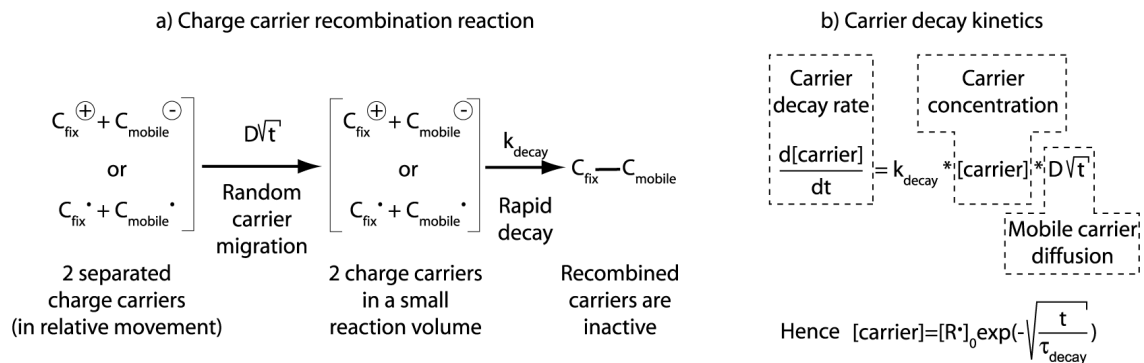 a) Charge carrier recombination reaction
C_fix ⊕ + C_mobile ⊖
or
C_fix • + C_mobile •
D√t
Random
carrier
migration
C_fix ⊕ + C_mobile ⊖
or
C_fix • + C_mobile •
k_decay
Rapid
decay
C_fix — C_mobile
2 separated
charge carriers
(in relative movement)
2 charge carriers
in a small
reaction volume
Recombined
carriers are
inactive
b) Carrier decay kinetics
Carrier
decay rate
Carrier
concentration
d[carrier]/dt = k_decay * [carrier] * D√t
Mobile carrier
diffusion
Hence [carrier]=[R•]₀exp(-√(t/τ_decay))